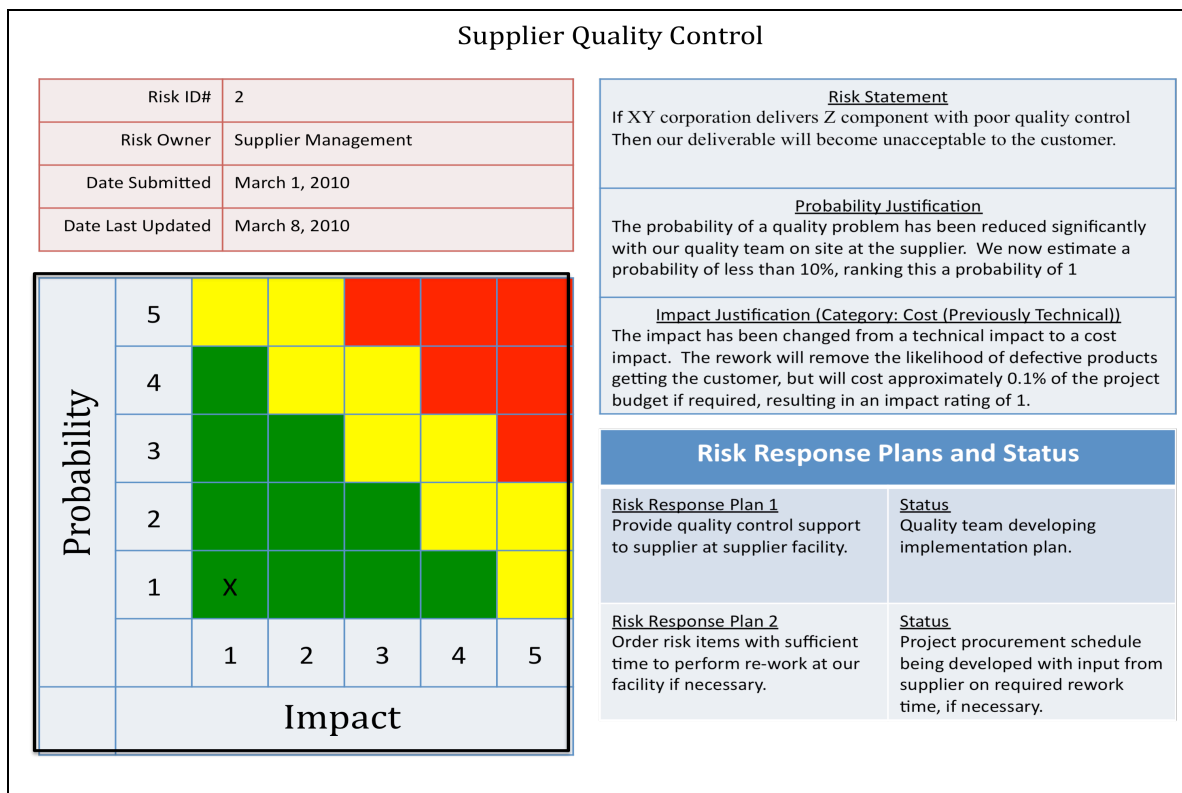 Supplier Quality Control
Risk ID# 2
Risk Owner Supplier Management
Date Submitted March 1, 2010
Date Last Updated March 8, 2010
Probability
5
4
3
2
1 X
1 2 3 4 5
Impact
Risk Statement
If XY corporation delivers Z component with poor quality control
Then our deliverable will become unacceptable to the customer.
Probability Justification
The probability of a quality problem has been reduced significantly
with our quality team on site at the supplier. We now estimate a
probability of less than 10%, ranking this a probability of 1
Impact Justification (Category: Cost (Previously Technical))
The impact has been changed from a technical impact to a cost
impact. The rework will remove the likelihood of defective products
getting the customer, but will cost approximately 0.1% of the project
budget if required, resulting in an impact rating of 1.
Risk Response Plans and Status
Risk Response Plan 1
Provide quality control support
to supplier at supplier facility.
Status
Quality team developing
implementation plan.
Risk Response Plan 2
Order risk items with sufficient
time to perform re-work at our
facility if necessary.
Status
Project procurement schedule
being developed with input from
supplier on required rework
time, if necessary.